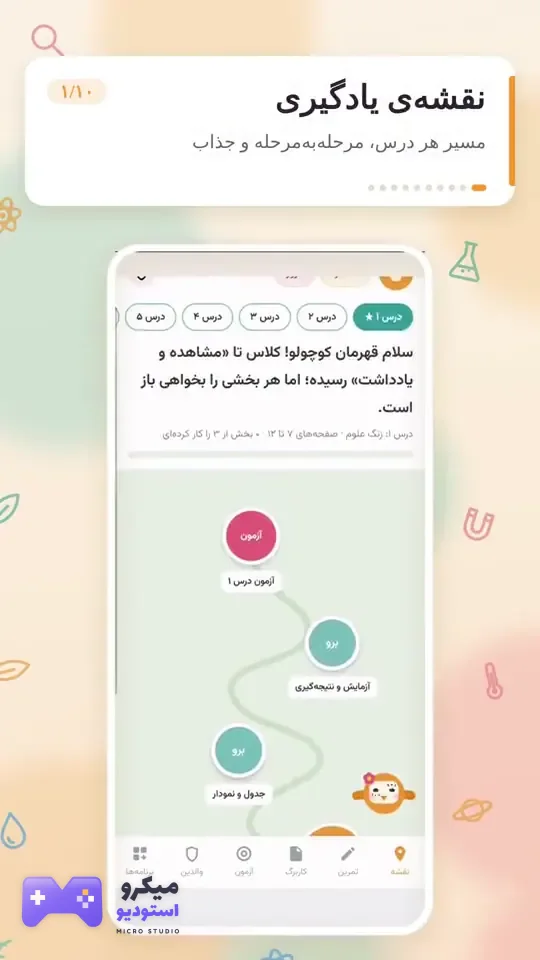 نقشه‌ی یادگیری
۱/۱۰
مسیر هر درس، مرحله‌به‌مرحله و جذاب
درس ۱ ★
درس ۲
درس ۳
درس ۴
درس ۵
سلام قهرمان کوچولو! کلاس تا «مشاهده و
یادداشت» رسیده؛ اما هر بخشی را بخواهی باز
است.
درس ۱: زنگ علوم · صفحه‌های ۷ تا ۱۲ · ۰ بخش از ۳ را کار کرده‌ای
آزمون
آزمون درس ۱
برو
آزمایش و نتیجه‌گیری
برو
جدول و نمودار
نقشه
تمرین
کاربرگ
آزمون
والدین
برنامه‌ها
میکرو
استودیو
MICRO STUDIO